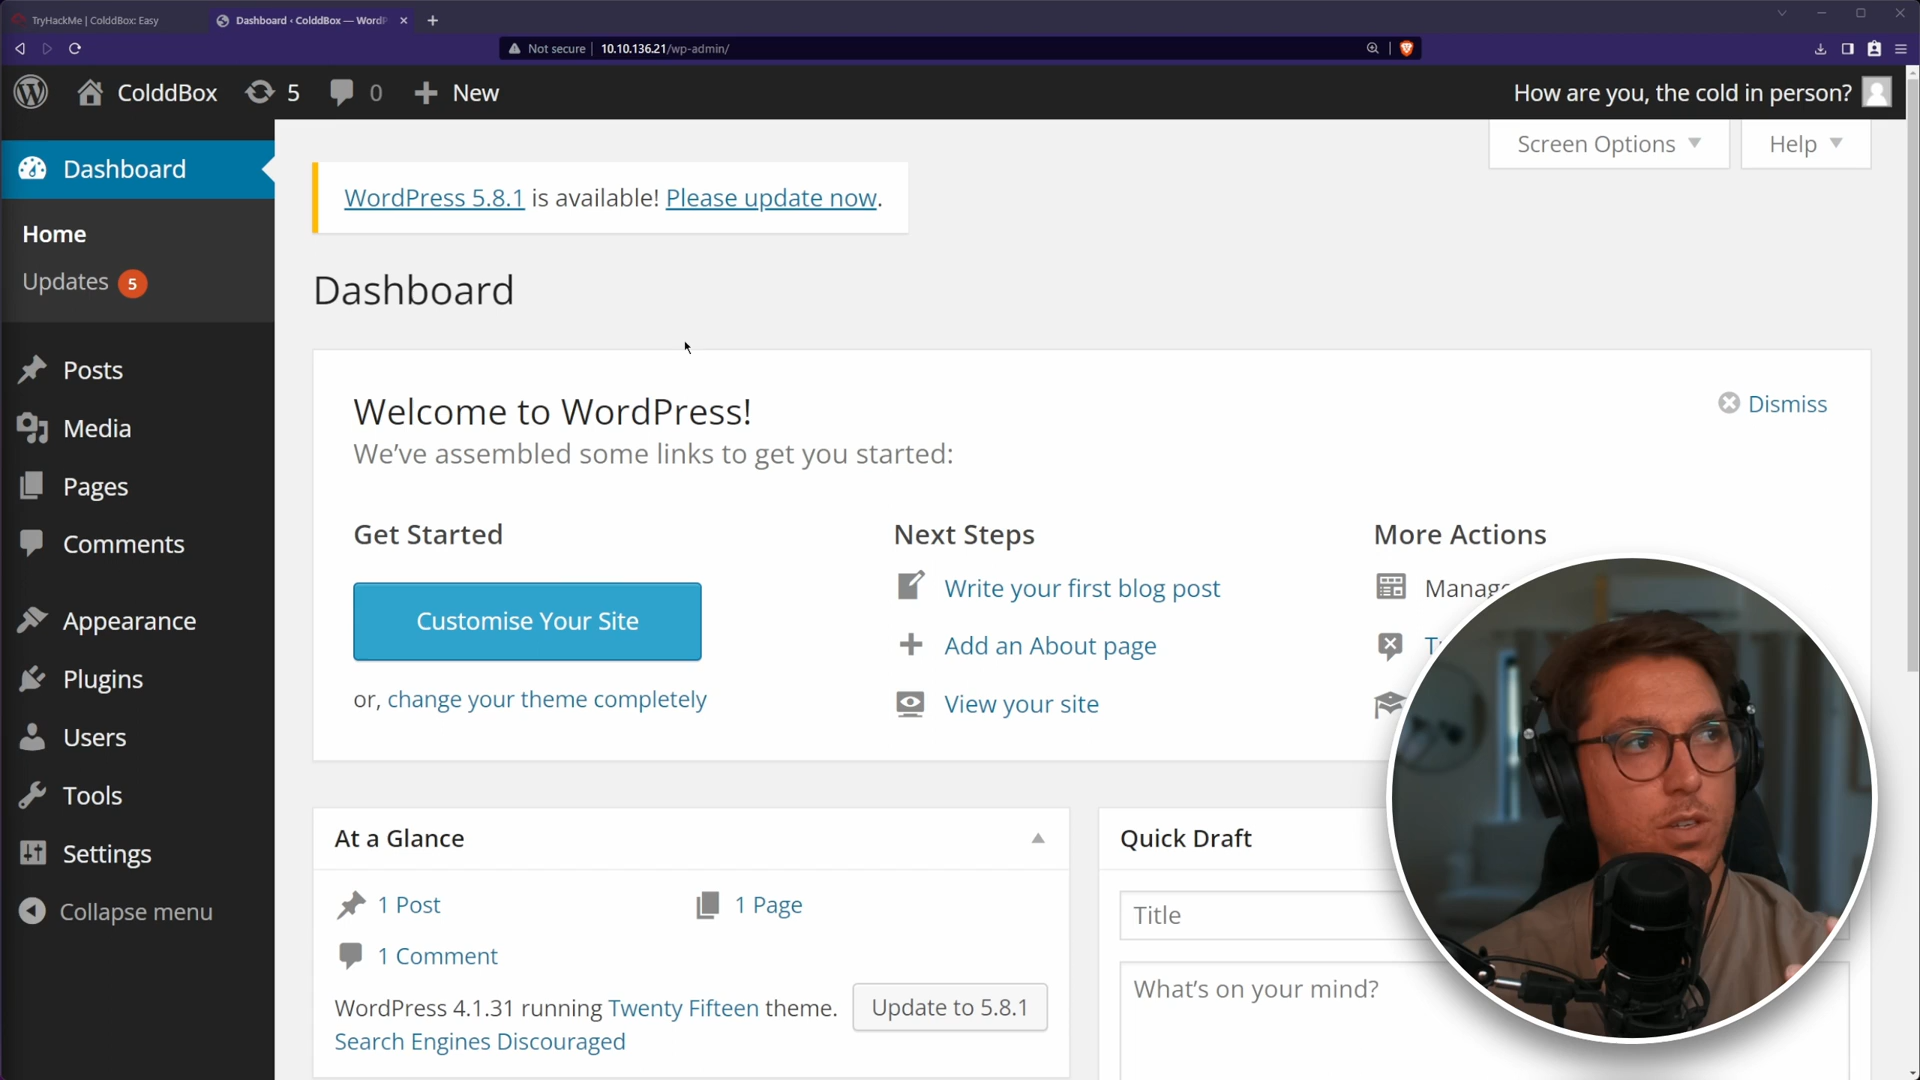 TryHackMe | ColddBox: Easy
Dashboard ‹ ColddBox — WordP
Not secure
10.10.136.21/wp-admin/
ColddBox
5
0
New
How are you, the cold in person?
Screen Options
Help
Dashboard
Home
Updates 5
Posts
Media
Pages
Comments
Appearance
Plugins
Users
Tools
Settings
Collapse menu
WordPress 5.8.1 is available! Please update now.
Dashboard
Welcome to WordPress!
We’ve assembled some links to get you started:
Dismiss
Get Started
Customise Your Site
or, change your theme completely
Next Steps
Write your first blog post
Add an About page
View your site
More Actions
Manage
At a Glance
1 Post
1 Page
1 Comment
WordPress 4.1.31 running Twenty Fifteen theme.
Update to 5.8.1
Search Engines Discouraged
Quick Draft
Title
What’s on your mind?